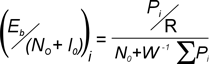 (E_b/(N_0 + I_0))_i = (P_i/R)/(N_0 + W^-1 ∑P_i)